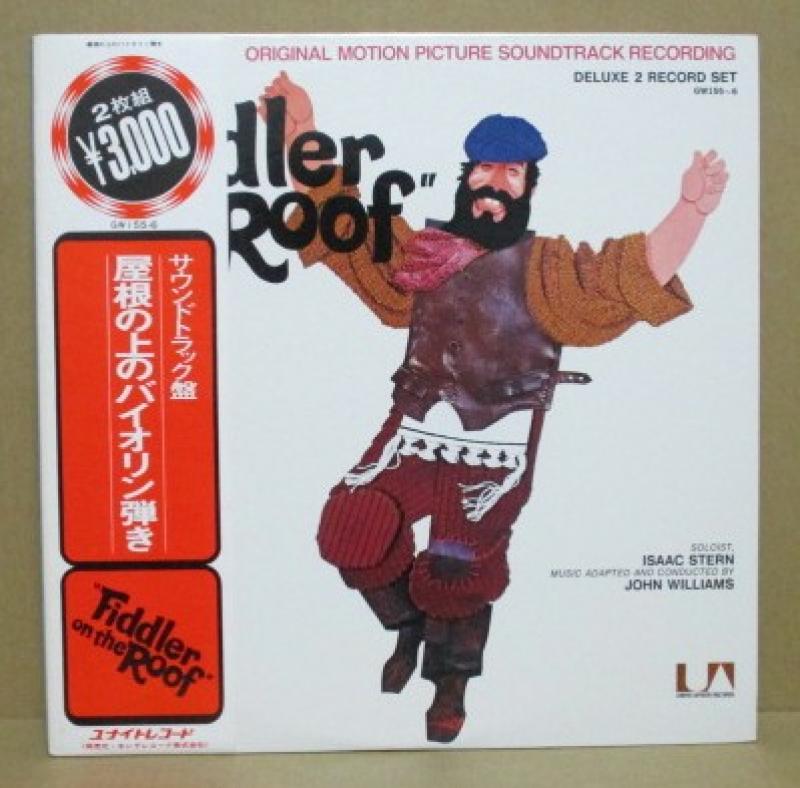 2枚組
¥3,000
GW155-6
サウンドトラック盤
屋根の上のバイオリン弾き
"Fiddler
on the Roof"
ユナイトレコード
ORIGINAL MOTION PICTURE SOUNDTRACK RECORDING
DELUXE 2 RECORD SET
GW155~6
dler
Roof"
SOLOIST,
ISAAC STERN
MUSIC ADAPTED AND CONDUCTED BY
JOHN WILLIAMS
UA